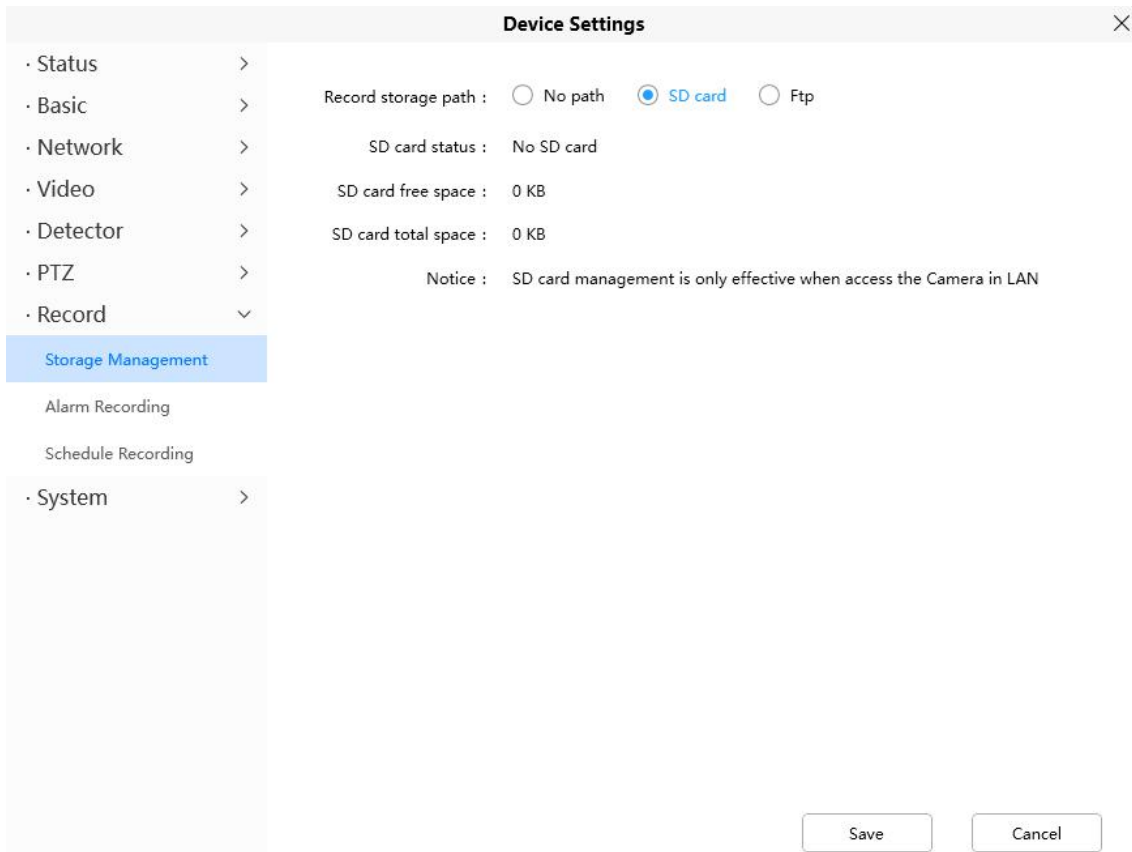 Device Settings
· Status
· Basic
· Network
· Video
· Detector
· PTZ
· Record
Storage Management
Alarm Recording
Schedule Recording
· System
Record storage path : No path SD card Ftp
SD card status : No SD card
SD card free space : 0 KB
SD card total space : 0 KB
Notice : SD card management is only effective when access the Camera in LAN
Save Cancel